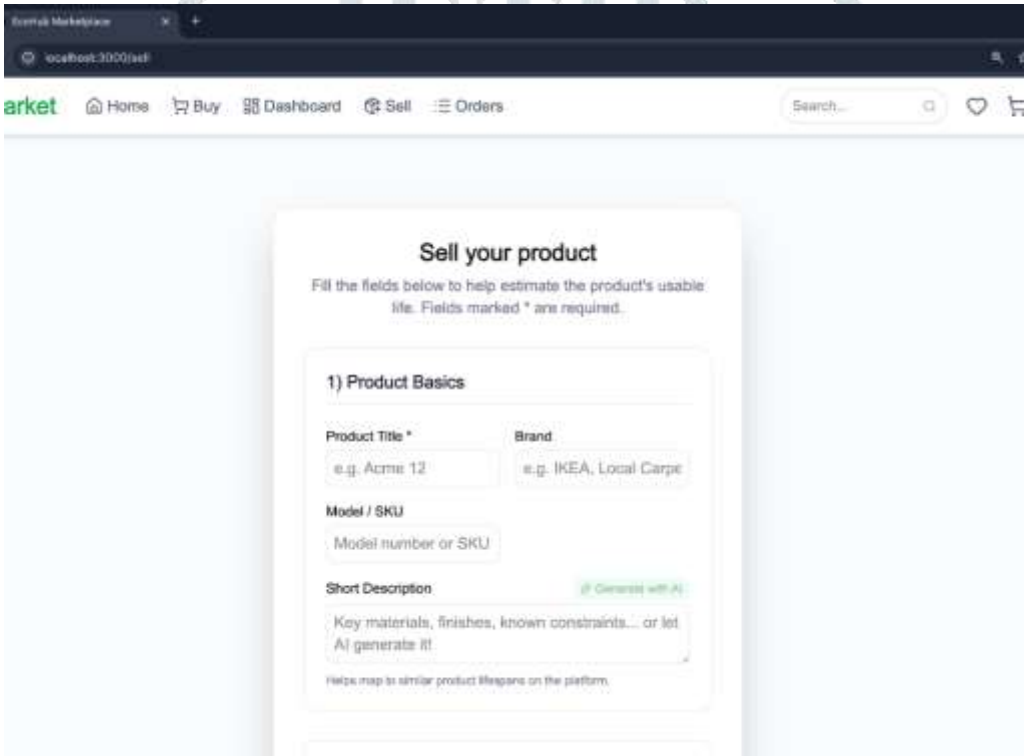 EcoHub Marketplace
localhost:3000/sell
arket
Home
Buy
Dashboard
Sell
Orders
Search...
Sell your product
Fill the fields below to help estimate the product's usable
life. Fields marked * are required.
1) Product Basics
Product Title *
Brand
e.g. Acme 12
e.g. IKEA, Local Carpe
Model / SKU
Model number or SKU
Short Description
Generate with AI
Key materials, finishes, known constraints... or let
AI generate it!
Helps map to similar product lifespans on the platform.